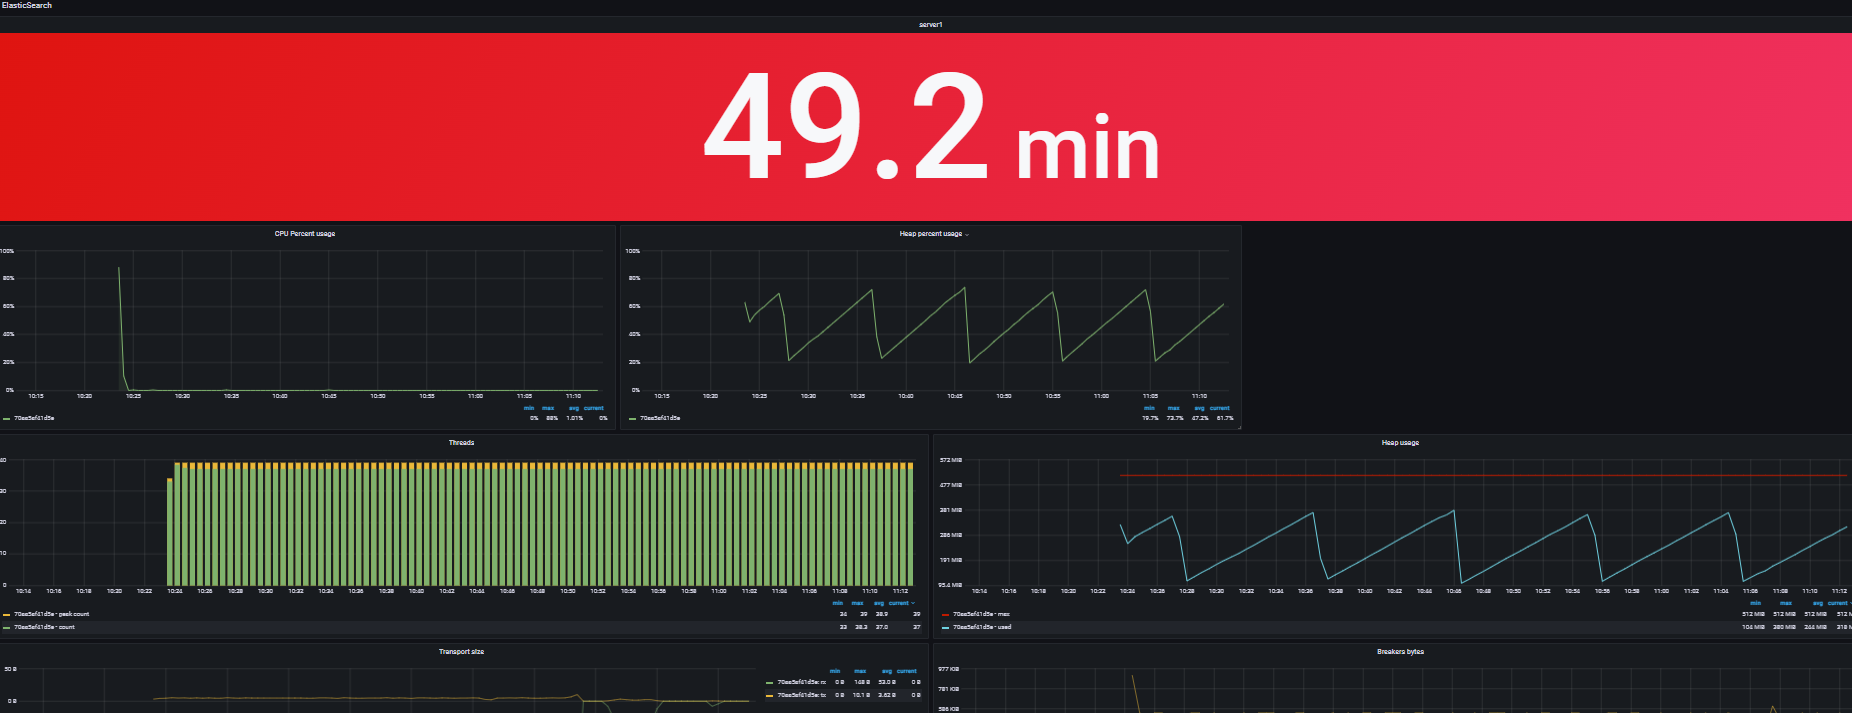 ElasticSearch
server1
49.2 min
CPU Percent usage
100%
80%
60%
40%
20%
0%
10:15 10:20 10:25 10:30 10:35 10:40 10:45 10:50 10:55 11:00 11:05 11:10
min max avg current
70ee5ef41d5e 0% 88% 1.01% 0%
Heap percent usage
100%
80%
60%
40%
20%
0%
10:15 10:20 10:25 10:30 10:35 10:40 10:45 10:50 10:55 11:00 11:05 11:10
min max avg current
70ee5ef41d5e 19.7% 73.7% 47.2% 61.7%
Threads
40
30
20
10
0
10:14 10:16 10:18 10:20 10:22 10:24 10:26 10:28 10:30 10:32 10:34 10:36 10:38 10:40 10:42 10:44 10:46 10:48 10:50 10:52 10:54 10:56 10:58 11:00 11:02 11:04 11:06 11:08 11:10 11:12
min max avg current
70ee5ef41d5e - peek count 34 39 38.9 39
70ee5ef41d5e - count 33 38.3 37.0 37
Heap usage
572 MiB
477 MiB
381 MiB
286 MiB
191 MiB
95.4 MiB
10:14 10:16 10:18 10:20 10:22 10:24 10:26 10:28 10:30 10:32 10:34 10:36 10:38 10:40 10:42 10:44 10:46 10:48 10:50 10:52 10:54 10:56 10:58 11:00 11:02 11:04 11:06 11:08 11:10 11:12
min max avg current
70ee5ef41d5e - max 512 MiB 512 MiB 512 MiB 512 M
70ee5ef41d5e - used 104 MiB 380 MiB 244 MiB 318 M
Transport size
50 B
0 B
min max avg current
70ee5ef41d5e: rx 0 B 148 B 53.0 B 0 B
70ee5ef41d5e: tx 0 B 10.1 B 3.62 B 0 B
Breakers bytes
977 KiB
781 KiB
586 KiB